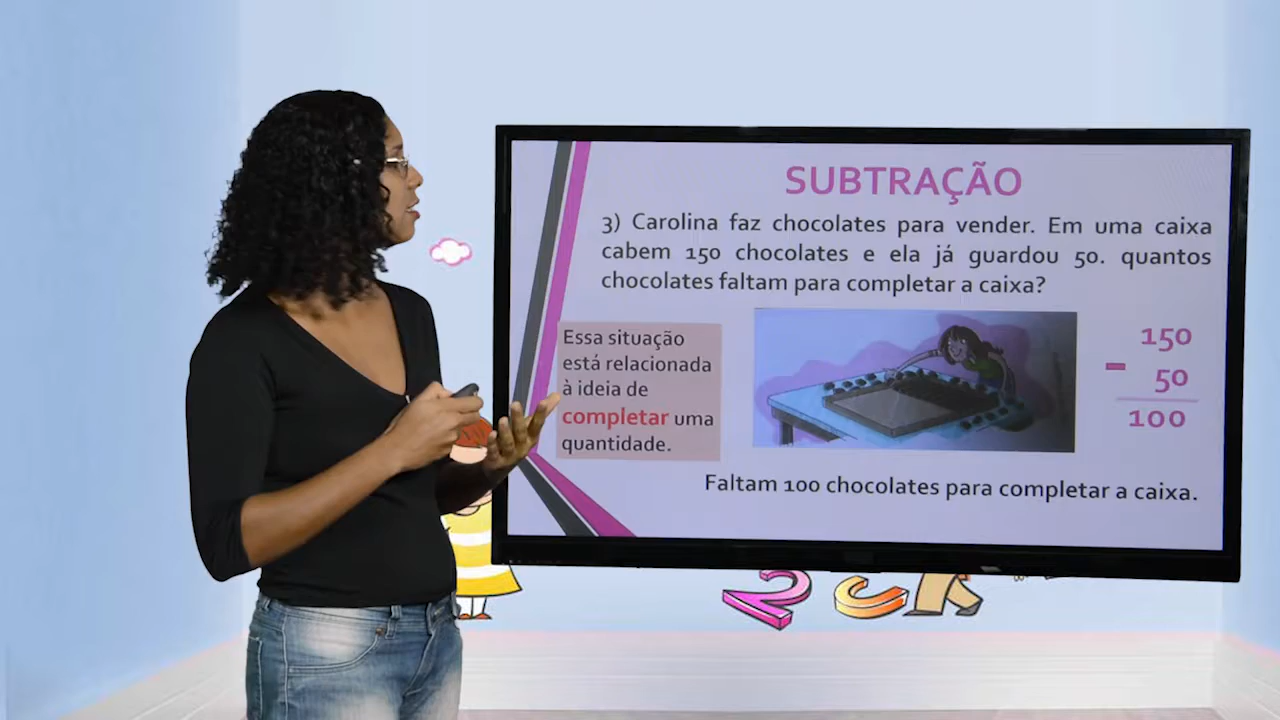 SUBTRAÇÃO
3) Carolina faz chocolates para vender. Em uma caixa
cabem 150 chocolates e ela já guardou 50. quantos
chocolates faltam para completar a caixa?
Essa situação
está relacionada
à ideia de
completar uma
quantidade.
150
- 50
100
Faltam 100 chocolates para completar a caixa.